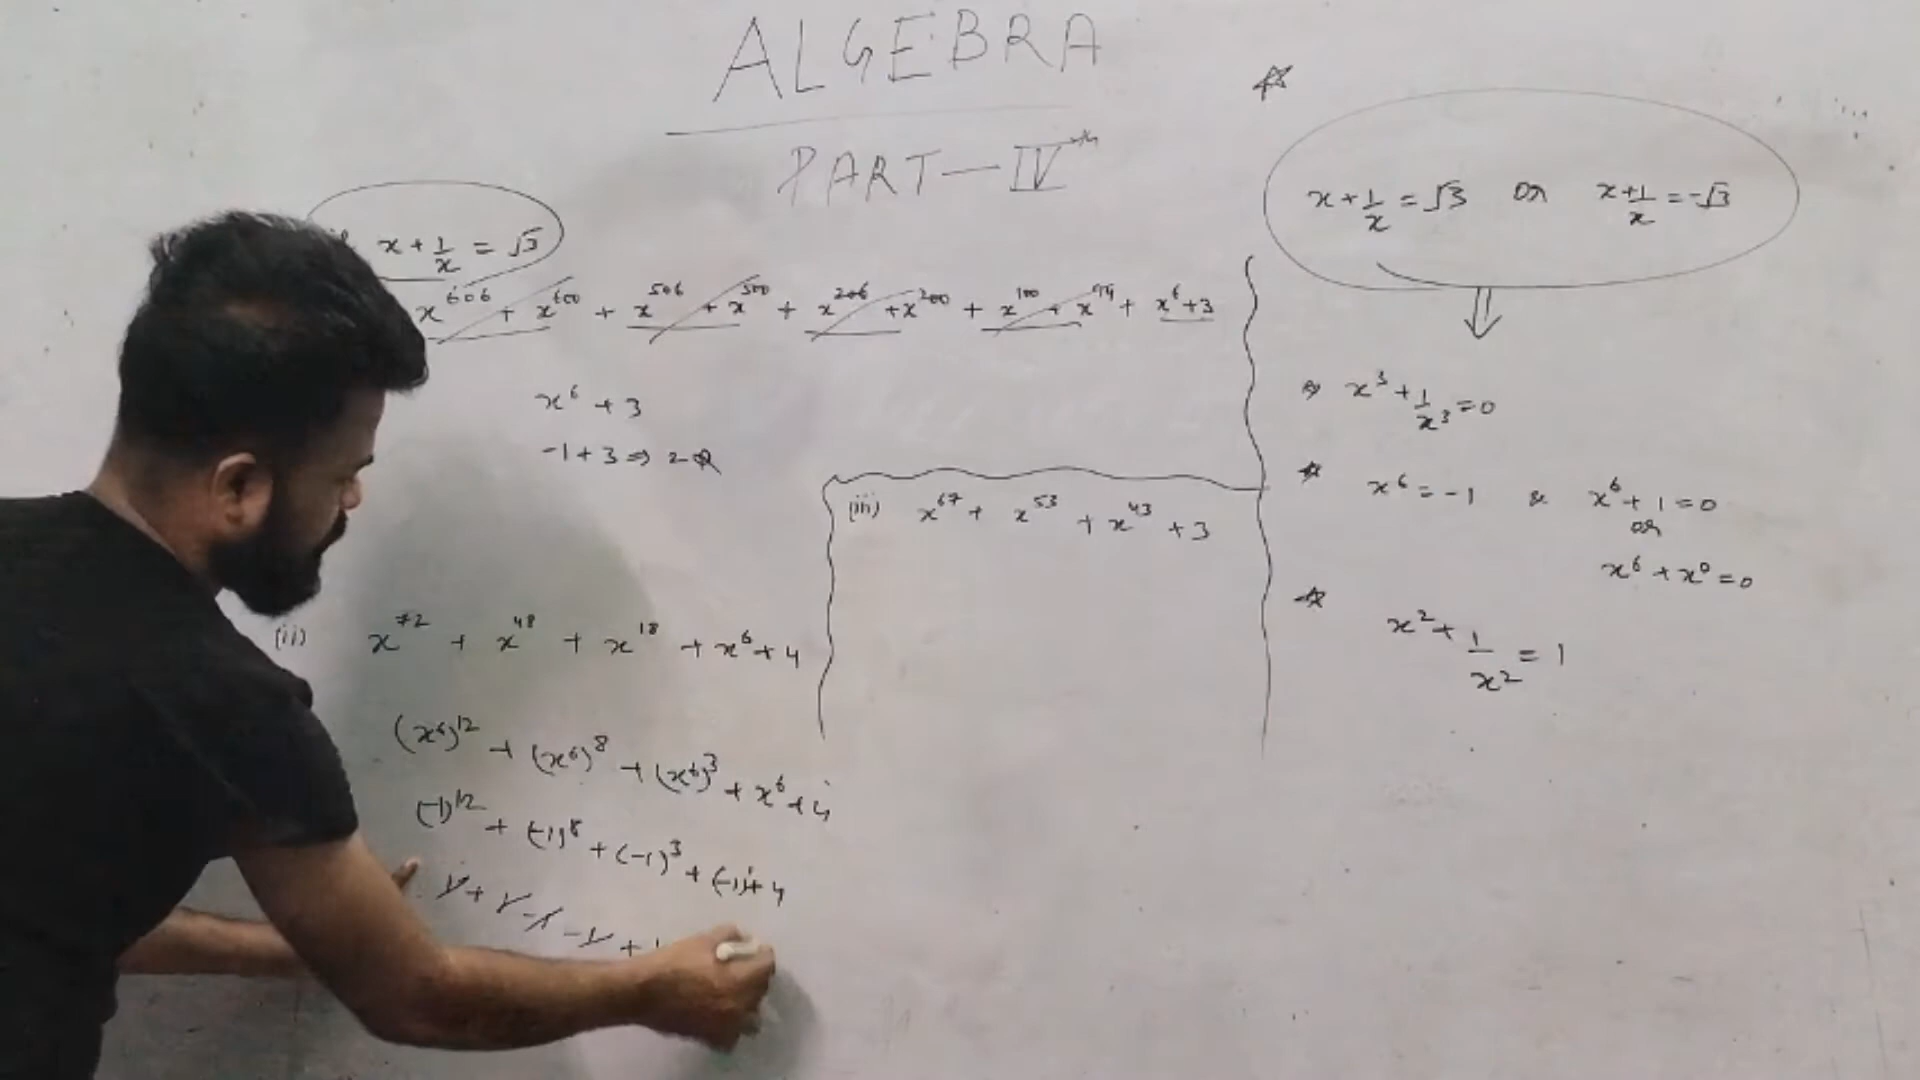 ALGEBRA
PART-IV
x + 1/x = √3
x^606 + x^600 + x^506 + x^500 + x^206 + x^200 + x^100 + x^94 + x^6 + 3
x^6 + 3
-1 + 3 ⇒ 2
(ii) x^72 + x^48 + x^18 + x^6 + 4
(x^6)^12 + (x^6)^8 + (x^6)^3 + x^6 + 4
(-1)^12 + (-1)^8 + (-1)^3 + (-1) + 4
1 + 1 - 1 - 1 +
(iii) x^67 + x^53 + x^43 + 3
x + 1/x = √3 or x + 1/x = -√3
⇒ x^3 + 1/x^3 = 0
x^6 = -1 & x^6 + 1 = 0
or
x^6 + x^0 = 0
x^2 + 1/x^2 = 1